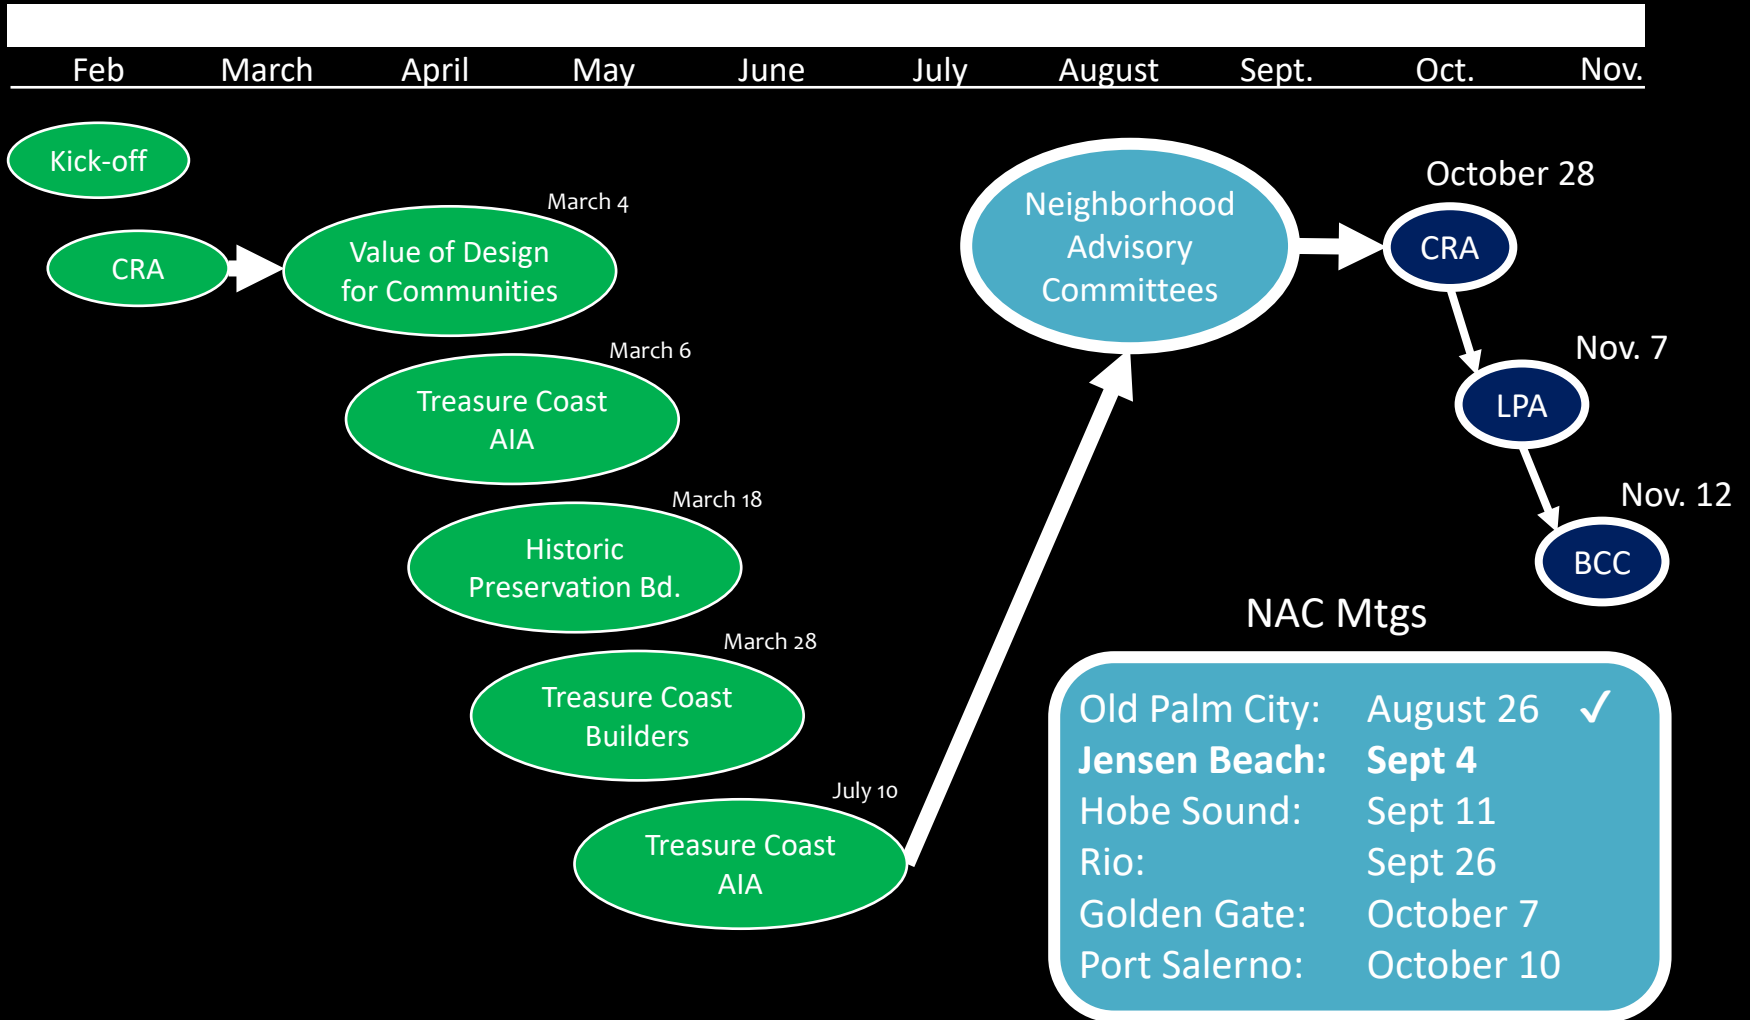 Feb March April May June July August Sept. Oct. Nov.
Kick-off
CRA
March 4
Value of Design
for Communities
March 6
Treasure Coast
AIA
March 18
Historic
Preservation Bd.
March 28
Treasure Coast
Builders
July 10
Treasure Coast
AIA
Neighborhood
Advisory
Committees
October 28
CRA
Nov. 7
LPA
Nov. 12
BCC
NAC Mtgs
Old Palm City: August 26 ✓
Jensen Beach: Sept 4
Hobe Sound: Sept 11
Rio: Sept 26
Golden Gate: October 7
Port Salerno: October 10